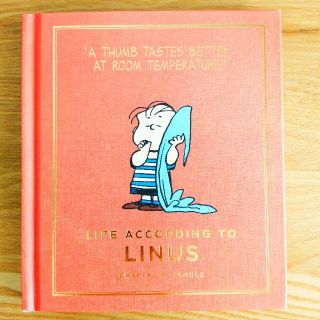 'A THUMB TASTES BETTER
AT ROOM TEMPERATURE'
LIFE ACCORDING TO
LINUS
CHARLES M. SCHULZ